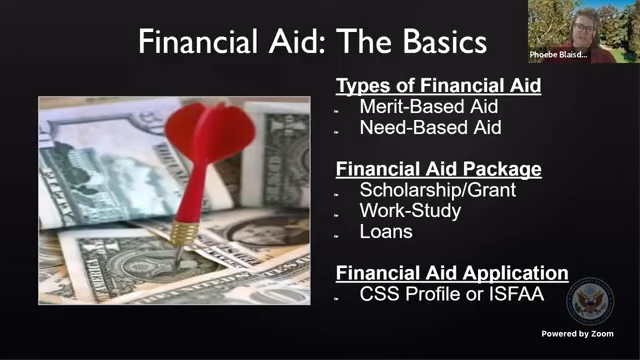 Financial Aid: The Basics
Phoebe Blaisd...
Types of Financial Aid
- Merit-Based Aid
- Need-Based Aid
Financial Aid Package
- Scholarship/Grant
- Work-Study
- Loans
Financial Aid Application
- CSS Profile or ISFAA
Powered by Zoom